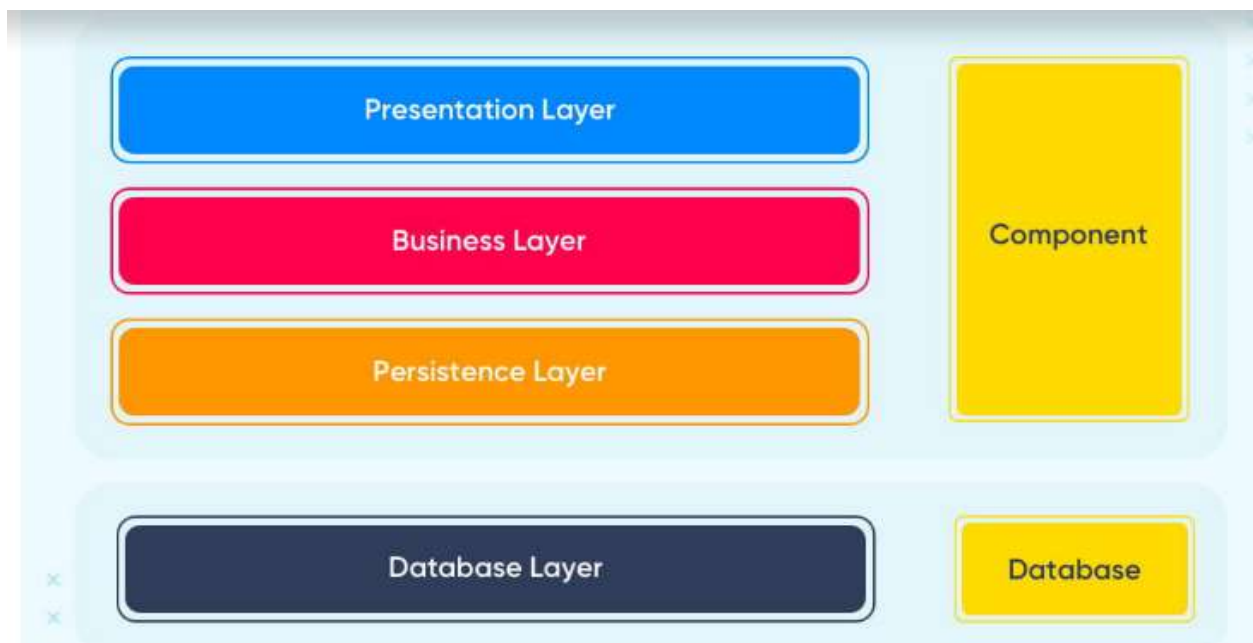 Presentation Layer
Business Layer
Component
Persistence Layer
Database Layer
Database